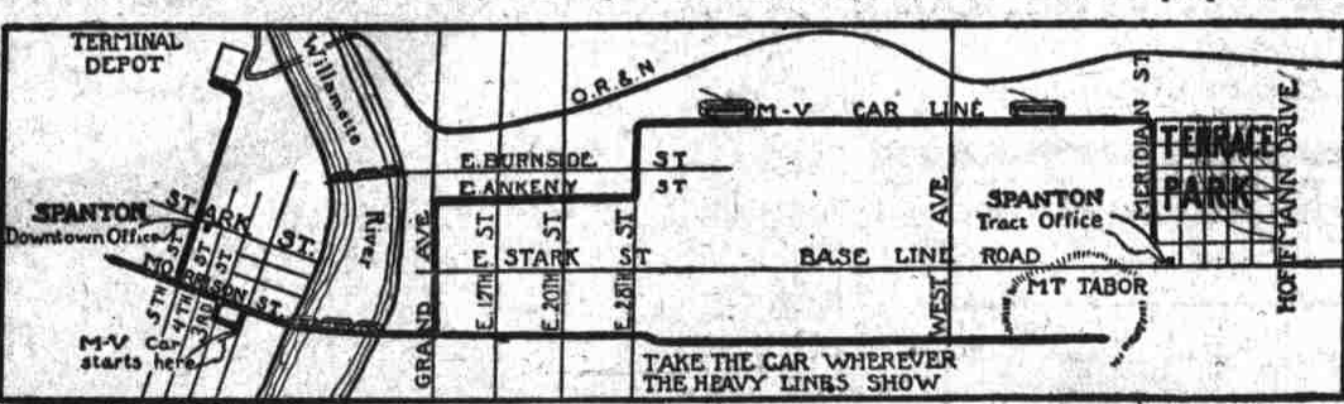 TERMINAL
DEPOT
Willamette
River
O.R.&N
M-V CAR LINE
MERIDIAN ST
TERRACE
PARK
HOFFMANN DRIVE
E. BURNSIDE ST
E. ANKENY ST
SPANTON
Downtown Office
STARK ST.
MORRISON ST.
5TH ST
4TH ST
3RD ST
M-V Car
starts here
GRAND AVE
E. STARK ST
E. 12TH ST
E. 20TH ST
E. 28TH ST
BASE LINE ROAD
WEST AVE
SPANTON
Tract Office
MT TABOR
TAKE THE CAR WHEREVER
THE HEAVY LINES SHOW